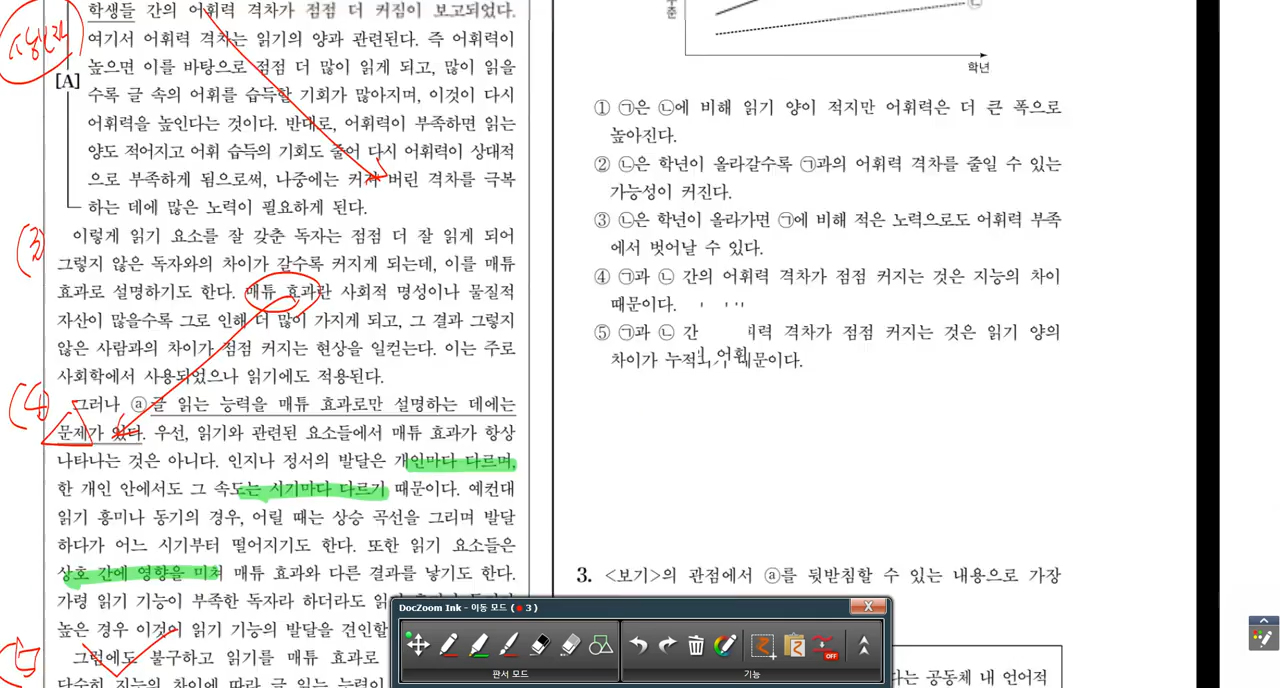 학생들 간의 어휘력 격차가 점점 더 커짐이 보고되었다.
여기서 어휘력 격차는 읽기의 양과 관련된다. 즉 어휘력이
높으면 이를 바탕으로 점점 더 많이 읽게 되고, 많이 읽을
[A]
수록 글 속의 어휘를 습득할 기회가 많아지며, 이것이 다시
어휘력을 높인다는 것이다. 반대로, 어휘력이 부족하면 읽는
양도 적어지고 어휘 습득의 기회도 줄어 다시 어휘력이 상대적
으로 부족하게 됨으로써, 나중에는 커져 버린 격차를 극복
하는 데에 많은 노력이 필요하게 된다.
(3)
이렇게 읽기 요소를 잘 갖춘 독자는 점점 더 잘 읽게 되어
그렇지 않은 독자와의 차이가 갈수록 커지게 되는데, 이를 매튜
효과로 설명하기도 한다. 매튜 효과란 사회적 명성이나 물질적
자산이 많을수록 그로 인해 더 많이 가지게 되고, 그 결과 그렇지
않은 사람과의 차이가 점점 커지는 현상을 일컫는다. 이는 주로
사회학에서 사용되었으나 읽기에도 적용된다.
(4)
그러나 ⓐ글 읽는 능력을 매튜 효과로만 설명하는 데에는
문제가 있다. 우선, 읽기와 관련된 요소들에서 매튜 효과가 항상
나타나는 것은 아니다. 인지나 정서의 발달은 개인마다 다르며,
한 개인 안에서도 그 속도는 시기마다 다르기 때문이다. 예컨대
읽기 흥미나 동기의 경우, 어릴 때는 상승 곡선을 그리며 발달
하다가 어느 시기부터 떨어지기도 한다. 또한 읽기 요소들은
상호 간에 영향을 미쳐 매튜 효과와 다른 결과를 낳기도 한다.
가령 읽기 기능이 부족한 독자라 하더라도
높은 경우 이것이 읽기 기능의 발달을 견인할
그럼에도 불구하고 읽기를 매튜 효과로
단순히 지능의 차이에 따라 글 읽는 능력이
준
㉡
학년
① ㉠은 ㉡에 비해 읽기 양이 적지만 어휘력은 더 큰 폭으로
높아진다.
② ㉡은 학년이 올라갈수록 ㉠과의 어휘력 격차를 줄일 수 있는
가능성이 커진다.
③ ㉡은 학년이 올라가면 ㉠에 비해 적은 노력으로도 어휘력 부족
에서 벗어날 수 있다.
④ ㉠과 ㉡ 간의 어휘력 격차가 점점 커지는 것은 지능의 차이
때문이다.
⑤ ㉠과 ㉡ 간 격차가 점점 커지는 것은 읽기 양의
차이가 때문이다.
3. <보기>의 관점에서 ⓐ를 뒷받침할 수 있는 내용으로 가장
다는 공동체 내 언어적
DocZoom Ink - 이동 모드 ( 3 )
OFF
판서 모드 기능